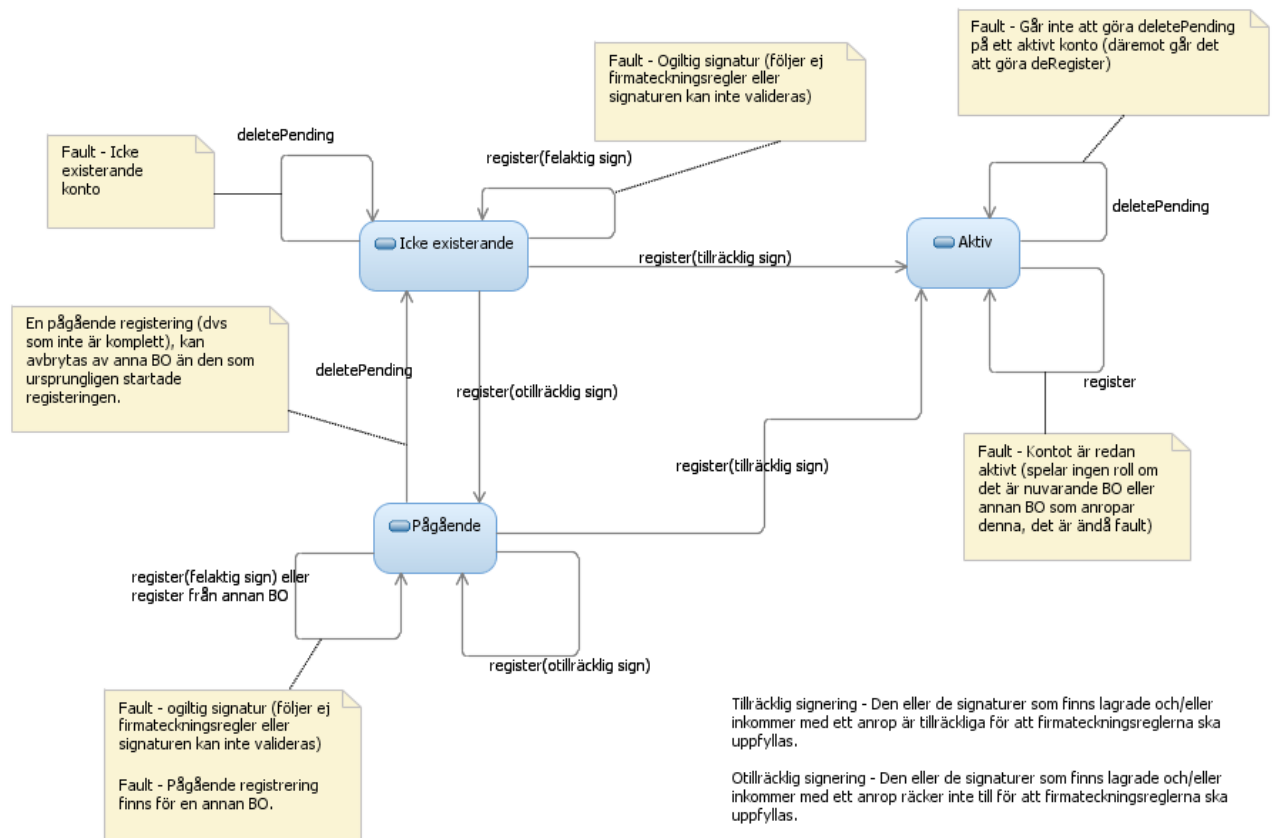 Fault - Går inte att göra deletePending
på ett aktivt konto (däremot går det
att göra deRegister)
Fault - Ogiltig signatur (följer ej
firmateckningsregler eller
signaturen kan inte valideras)
deletePending
Fault - Icke
existerande
konto
register(felaktig sign)
deletePending
Icke existerande
Aktiv
register(tillräcklig sign)
En pågående registering (dvs
som inte är komplett), kan
avbrytas av anna BO än den som
ursprungligen startade
registeringen.
deletePending
register(otillräcklig sign)
register
register(tillräcklig sign)
Fault - Kontot är redan
aktivt (spelar ingen roll om
det är nuvarande BO eller
annan BO som anropar
denna, det är ändå fault)
Pågående
register(felaktig sign) eller
register från annan BO
register(otillräcklig sign)
Fault - ogiltig signatur (följer ej
firmateckningsregler eller
signaturen kan inte valideras)
Fault - Pågående registrering
finns för en annan BO.
Tillräcklig signering - Den eller de signaturer som finns lagrade och/eller
inkommer med ett anrop är tillräckliga för att firmateckningsreglerna ska
uppfyllas.
Otillräcklig signering - Den eller de signaturer som finns lagrade och/eller
inkommer med ett anrop räcker inte till för att firmateckningsreglerna ska
uppfyllas.